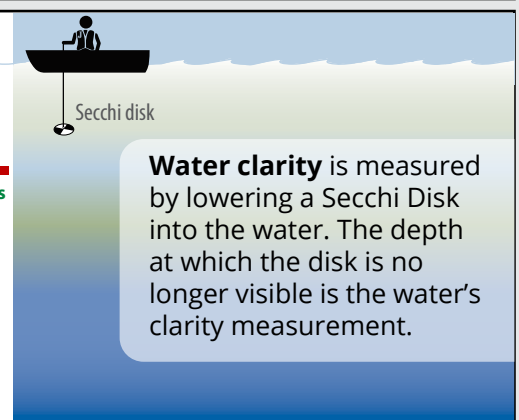 Secchi disk
Water clarity is measured
by lowering a Secchi Disk
into the water. The depth
at which the disk is no
longer visible is the water’s
clarity measurement.
s